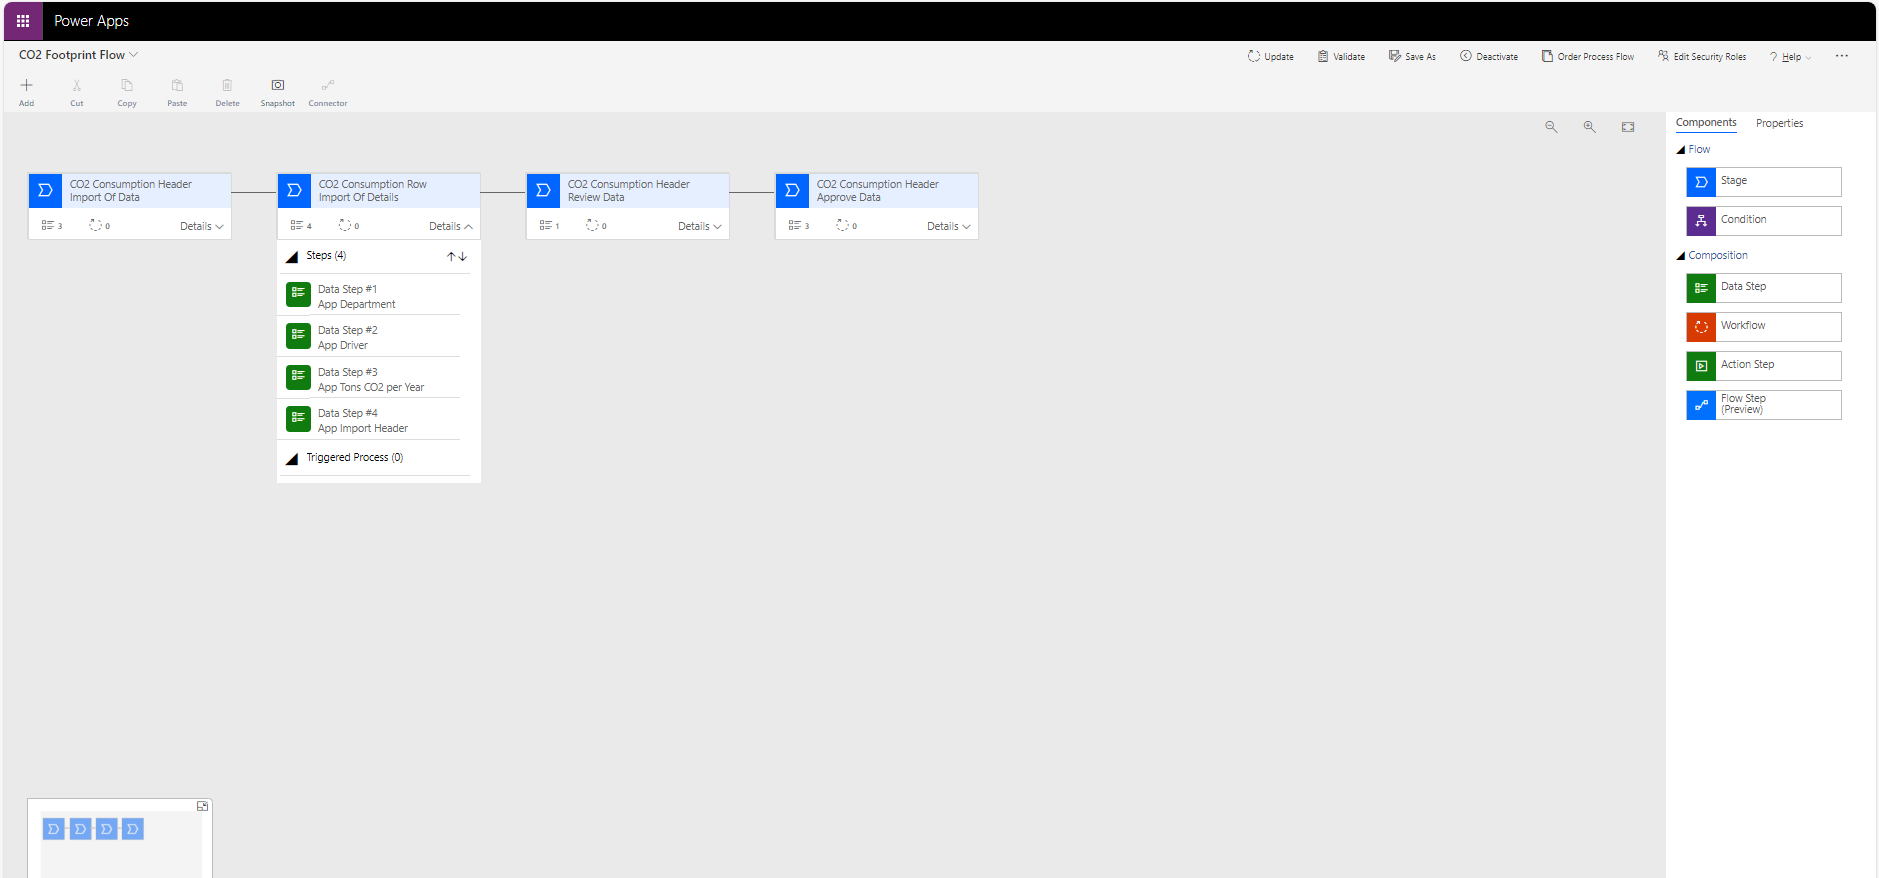 Power Apps
CO2 Footprint Flow
Update
Validate
Save As
Deactivate
Order Process Flow
Edit Security Roles
? Help
...
Add
Cut
Copy
Paste
Delete
Snapshot
Connector
Components
Properties
CO2 Consumption Header
Import Of Data
3
0
Details
CO2 Consumption Row
Import Of Details
4
0
Details
Steps (4)
Data Step #1
App Department
Data Step #2
App Driver
Data Step #3
App Tons CO2 per Year
Data Step #4
App Import Header
Triggered Process (0)
CO2 Consumption Header
Review Data
1
0
Details
CO2 Consumption Header
Approve Data
3
0
Details
Flow
Stage
Condition
Composition
Data Step
Workflow
Action Step
Flow Step
(Preview)